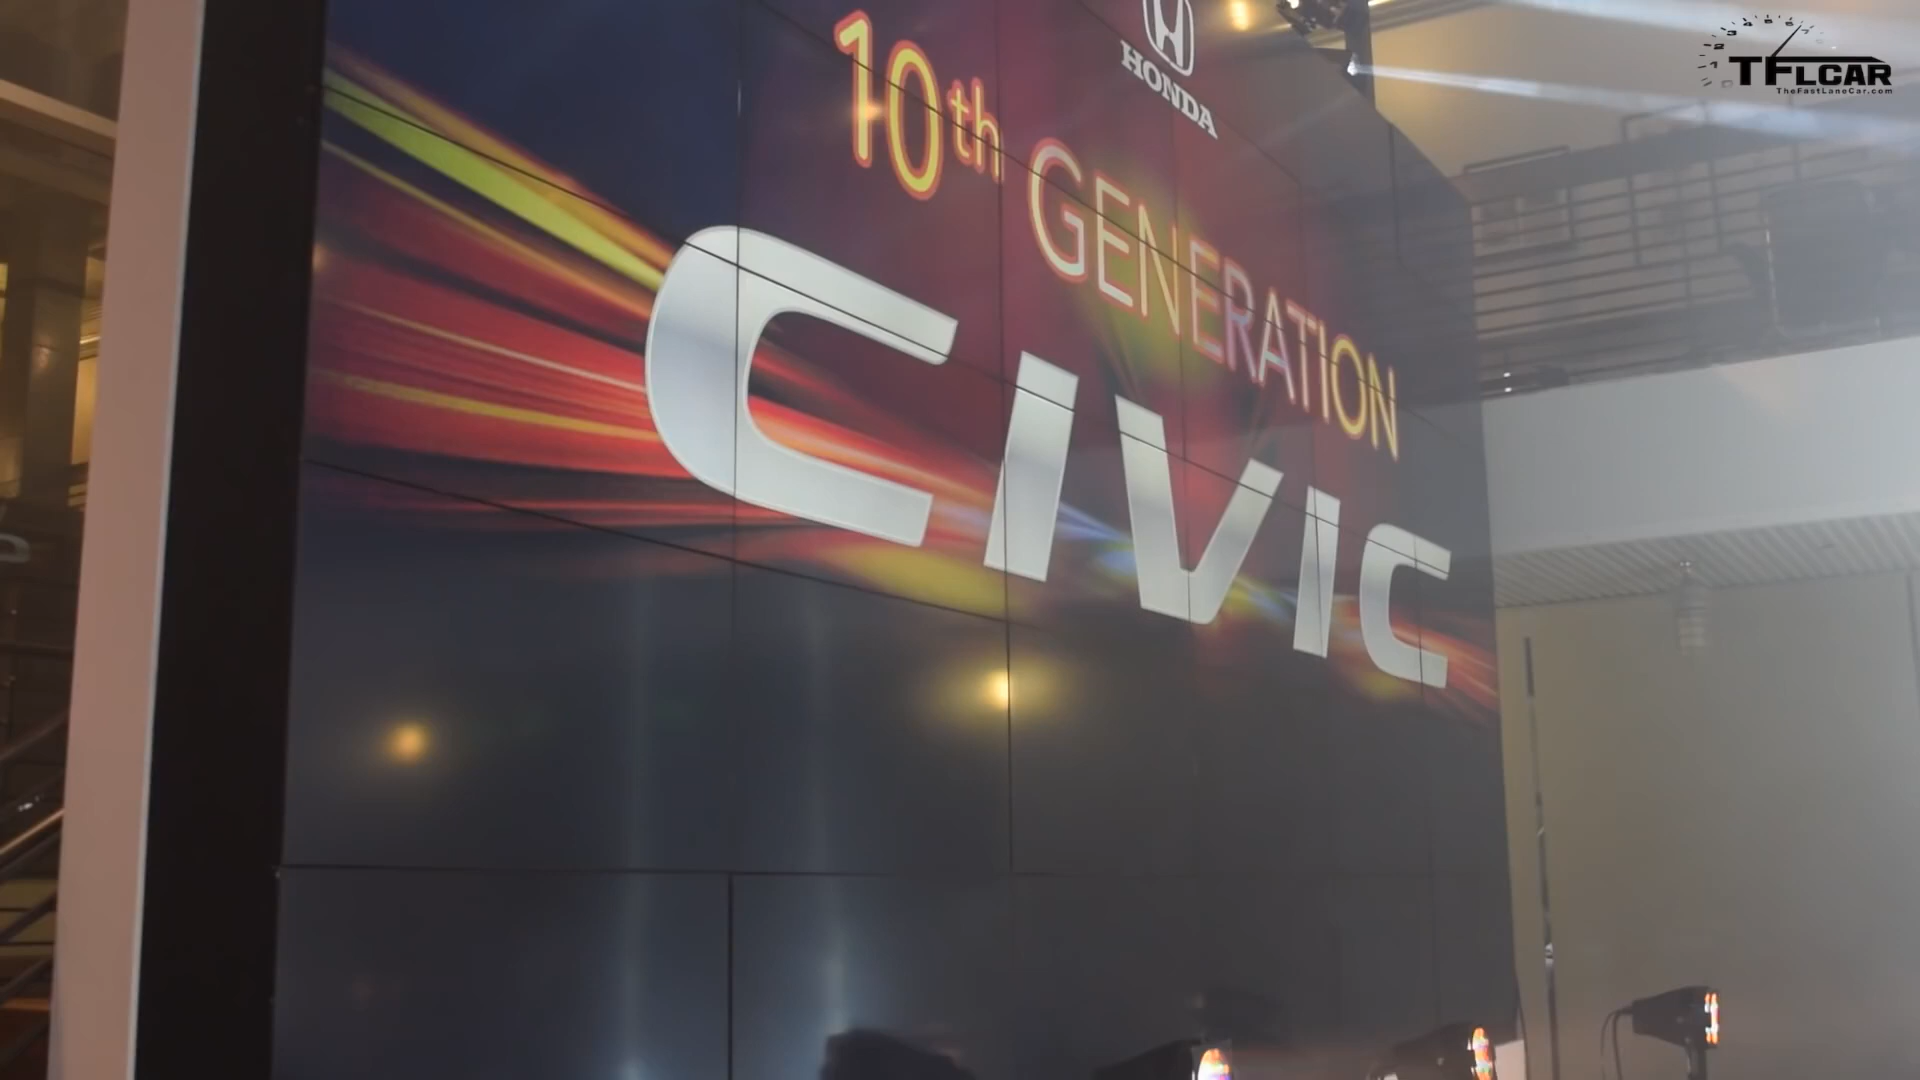 HONDA
10th GENERATION
CIVIC
TFLCAR
TheFastLaneCar.com